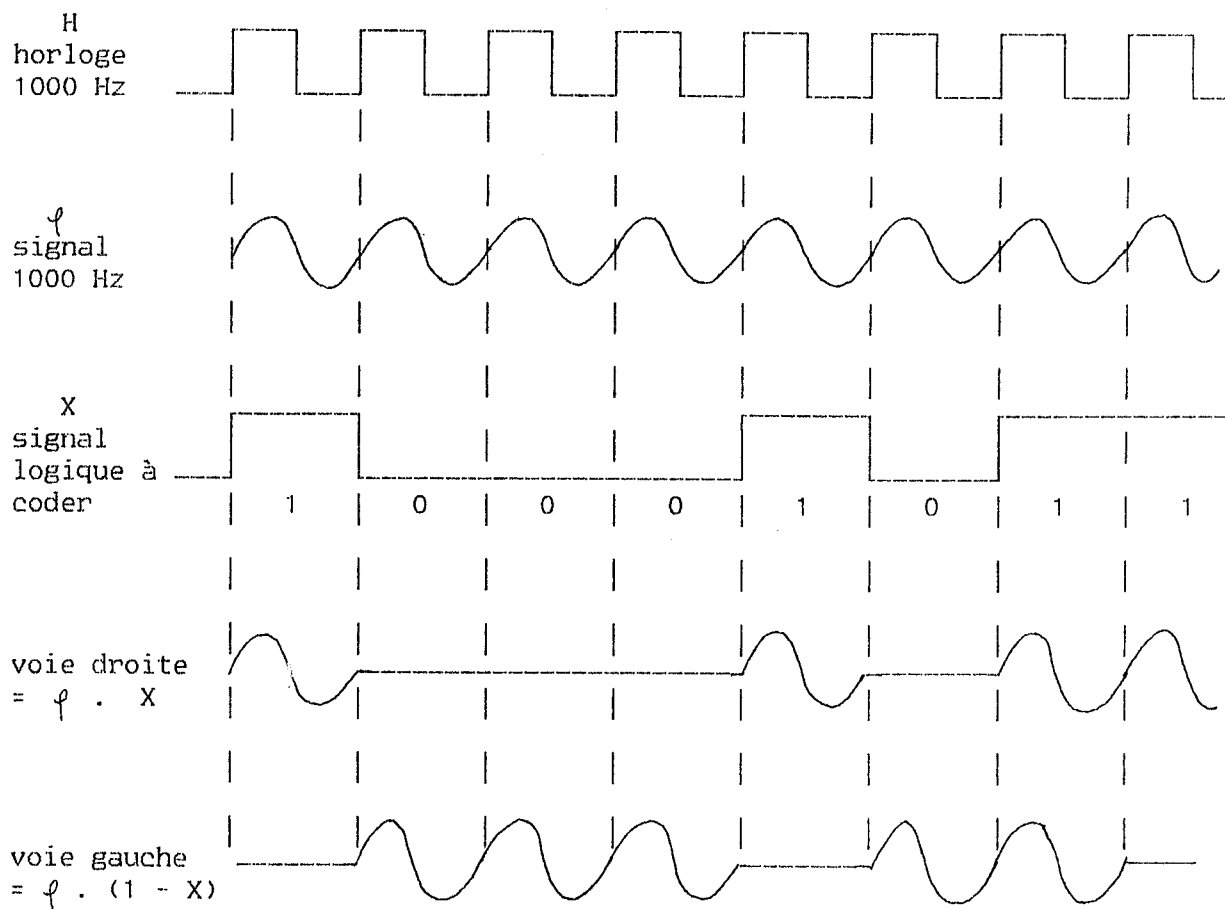 H
horloge
1000 Hz
φ
signal
1000 Hz
X
signal
logique à
coder
1 0 0 0 1 0 1 1
voie droite
= φ . X
voie gauche
= φ . (1 - X)